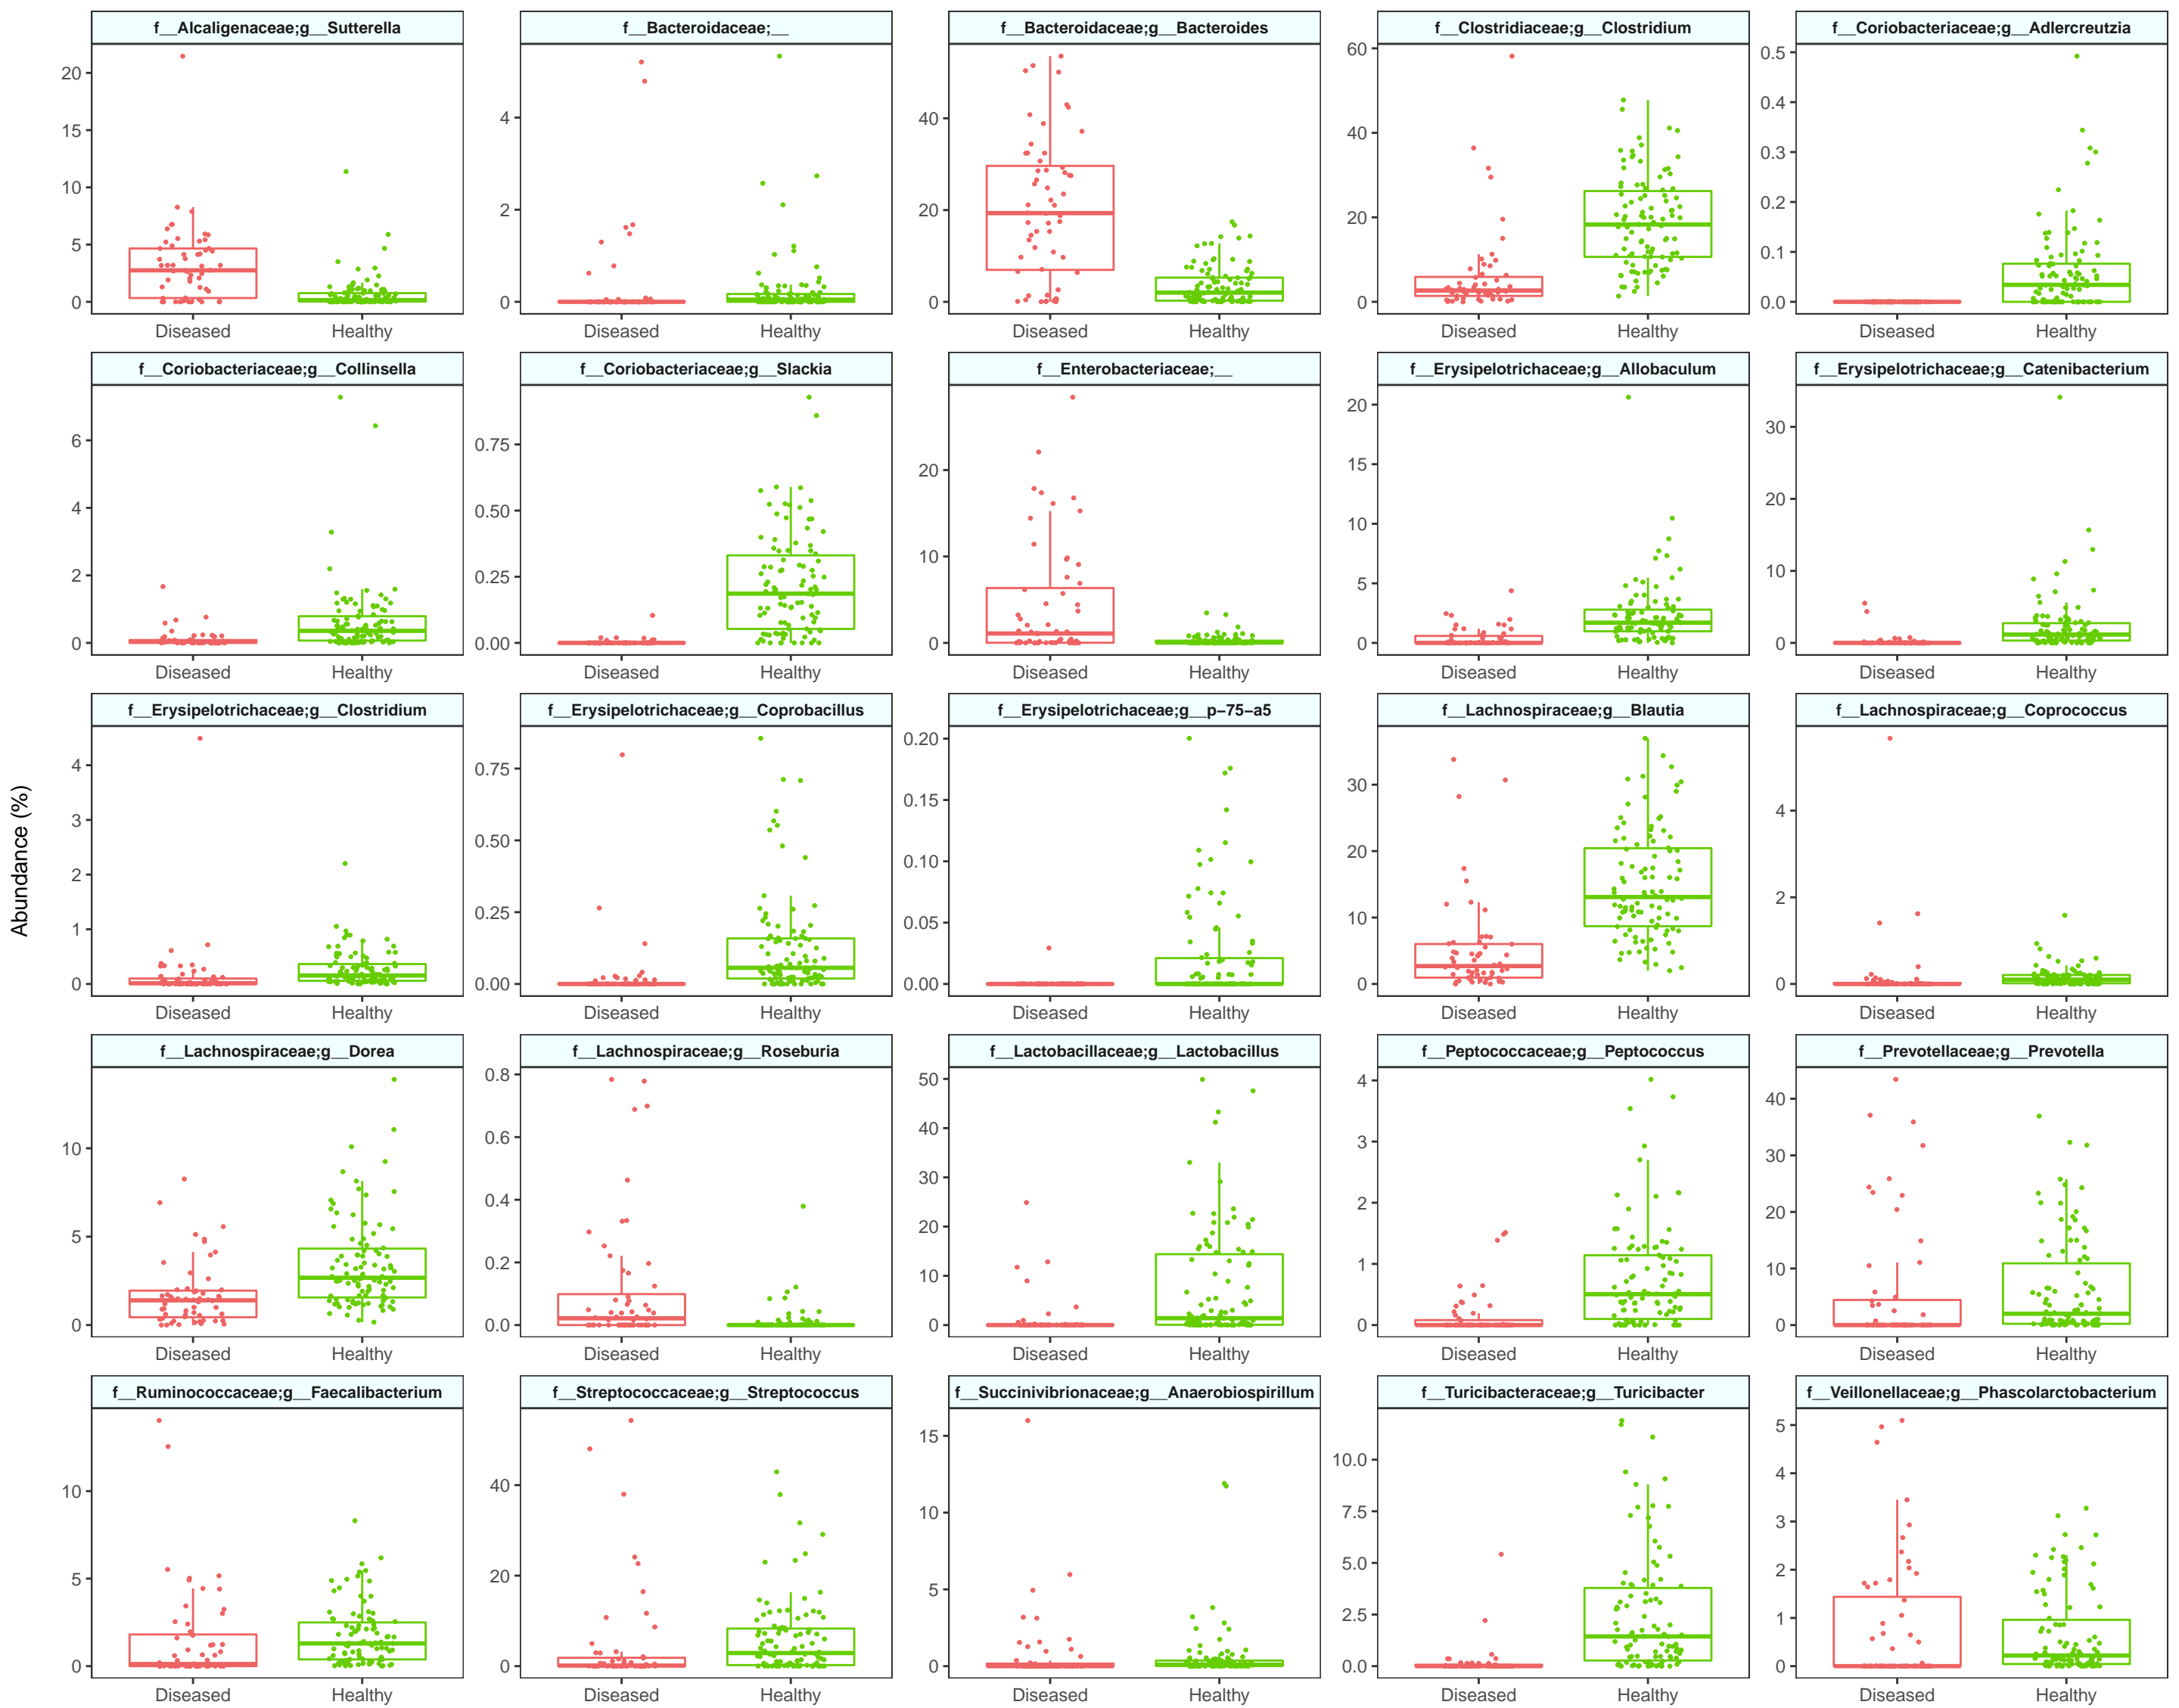 Abundance (%)
f__Alcaligenaceae;g__Sutterella
20
15
10
5
0
Diseased
Healthy
f__Bacteroidaceae;__
4
2
0
Diseased
Healthy
f__Bacteroidaceae;g__Bacteroides
40
20
0
Diseased
Healthy
f__Clostridiaceae;g__Clostridium
60
40
20
0
Diseased
Healthy
f__Coriobacteriaceae;g__Adlercreutzia
0.5
0.4
0.3
0.2
0.1
0.0
Diseased
Healthy
f__Coriobacteriaceae;g__Collinsella
6
4
2
0
Diseased
Healthy
f__Coriobacteriaceae;g__Slackia
0.75
0.50
0.25
0.00
Diseased
Healthy
f__Enterobacteriaceae;__
20
10
0
Diseased
Healthy
f__Erysipelotrichaceae;g__Allobaculum
20
15
10
5
0
Diseased
Healthy
f__Erysipelotrichaceae;g__Catenibacterium
30
20
10
0
Diseased
Healthy
f__Erysipelotrichaceae;g__Clostridium
4
3
2
1
0
Diseased
Healthy
f__Erysipelotrichaceae;g__Coprobacillus
0.75
0.50
0.25
0.00
Diseased
Healthy
f__Erysipelotrichaceae;g__p−75−a5
0.20
0.15
0.10
0.05
0.00
Diseased
Healthy
f__Lachnospiraceae;g__Blautia
30
20
10
0
Diseased
Healthy
f__Lachnospiraceae;g__Coprococcus
4
2
0
Diseased
Healthy
f__Lachnospiraceae;g__Dorea
10
5
0
Diseased
Healthy
f__Lachnospiraceae;g__Roseburia
0.8
0.6
0.4
0.2
0.0
Diseased
Healthy
f__Lactobacillaceae;g__Lactobacillus
50
40
30
20
10
0
Diseased
Healthy
f__Peptococcaceae;g__Peptococcus
4
3
2
1
0
Diseased
Healthy
f__Prevotellaceae;g__Prevotella
40
30
20
10
0
Diseased
Healthy
f__Ruminococcaceae;g__Faecalibacterium
10
5
0
Diseased
Healthy
f__Streptococcaceae;g__Streptococcus
40
20
0
Diseased
Healthy
f__Succinivibrionaceae;g__Anaerobiospirillum
15
10
5
0
Diseased
Healthy
f__Turicibacteraceae;g__Turicibacter
10.0
7.5
5.0
2.5
0.0
Diseased
Healthy
f__Veillonellaceae;g__Phascolarctobacterium
5
4
3
2
1
0
Diseased
Healthy